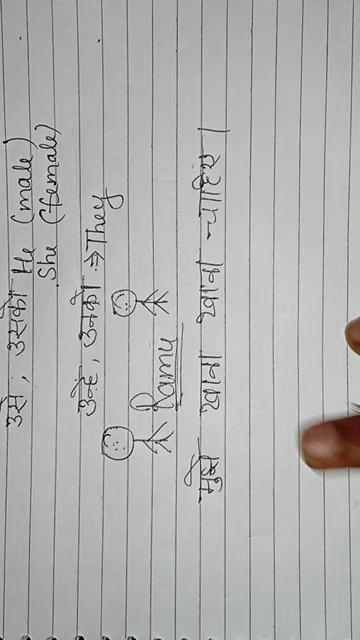 उसे, उसको He (male)
She (female)
उन्हे, उनको → They
Ramu
मुझे खाना खाना चाहिये।